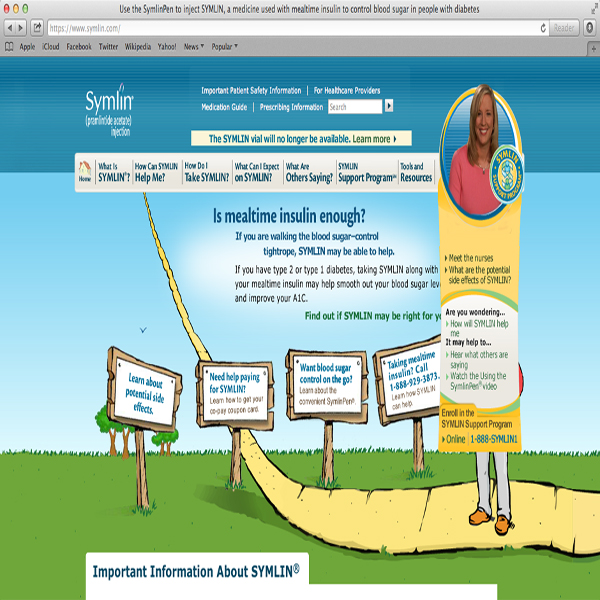 Use the SymlinPen to inject SYMLIN, a medicine used with mealtime insulin to control blood sugar in people with diabetes
https://www.symlin.com/
Reader
Apple iCloud Facebook Twitter Wikipedia Yahoo! News Popular
Symlin®
(pramlintide acetate)
injection
Important Patient Safety Information | For Healthcare Providers
Medication Guide | Prescribing Information Search
The SYMLIN vial will no longer be available. Learn more
Home
What Is
SYMLIN®?
How Can SYMLIN
Help Me?
How Do I
Take SYMLIN?
What Can I Expect
on SYMLIN?
What Are
Others Saying?
SYMLIN
Support Program℠
Tools and
Resources
SYMLIN
SUPPORT PROGRAM
Is mealtime insulin enough?
If you are walking the blood sugar–control
tightrope, SYMLIN may be able to help.
If you have type 2 or type 1 diabetes, taking SYMLIN along with
your mealtime insulin may help smooth out your blood sugar leve
and improve your A1C.
Find out if SYMLIN may be right for yo
Meet the nurses
What are the potential
side effects of SYMLIN?
Are you wondering...
How will SYMLIN help
me
It may help to...
Hear what others are
saying
Watch the Using the
SymlinPen® video
Enroll in the
SYMLIN Support Program
Online | 1-888-SYMLIN1
Learn about
potential side
effects.
Need help paying
for SYMLIN?
Learn how to get your
co-pay coupon card.
Want blood sugar
control on the go?
Learn about the
convenient SymlinPen®.
Taking mealtime
insulin? Call
1-888-929-3873.
Learn how SYMLIN
can help.
Important Information About SYMLIN®